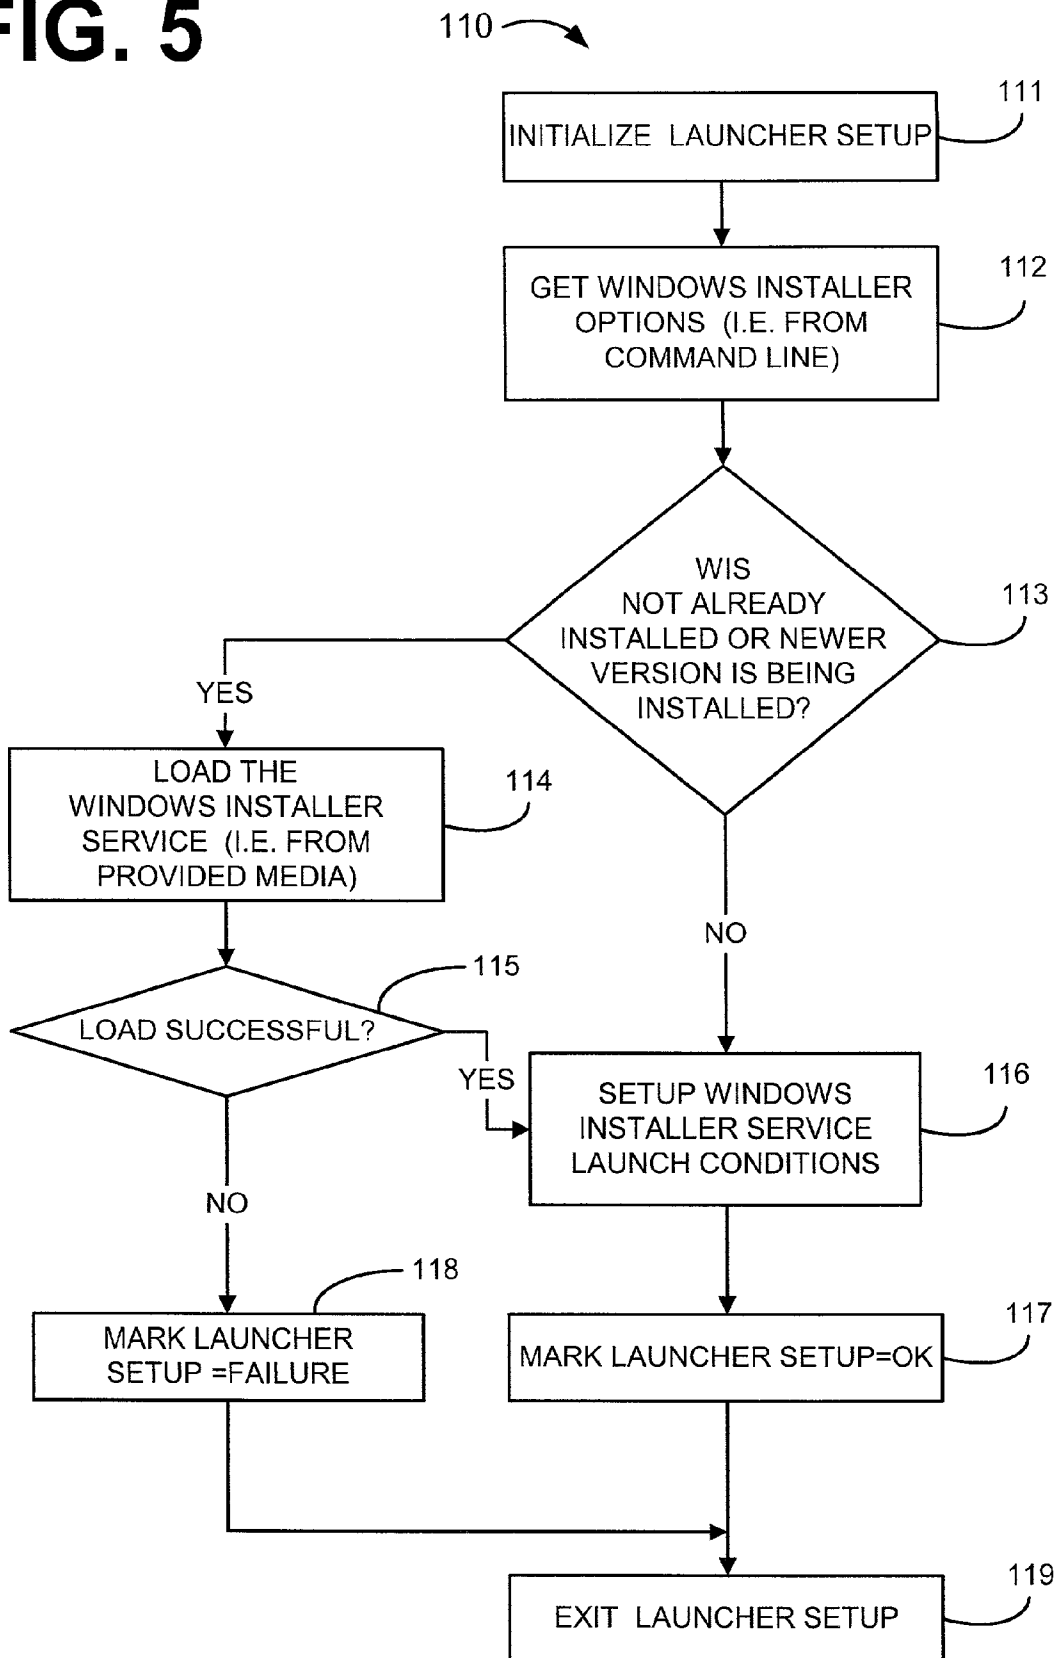 FIG. 5
110
111
INITIALIZE LAUNCHER SETUP
112
GET WINDOWS INSTALLER
OPTIONS (I.E. FROM
COMMAND LINE)
113
WIS
NOT ALREADY
INSTALLED OR NEWER
VERSION IS BEING
INSTALLED?
YES
LOAD THE
WINDOWS INSTALLER
SERVICE (I.E. FROM
PROVIDED MEDIA)
114
NO
115
LOAD SUCCESSFUL?
YES
116
SETUP WINDOWS
INSTALLER SERVICE
LAUNCH CONDITIONS
NO
118
MARK LAUNCHER
SETUP =FAILURE
117
MARK LAUNCHER SETUP=OK
119
EXIT LAUNCHER SETUP